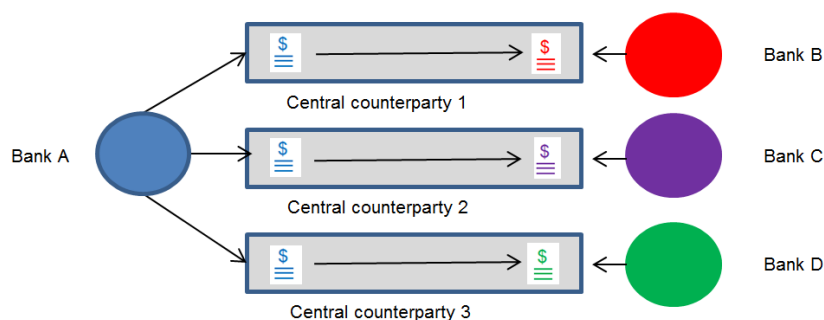 $ $
Bank B
Central counterparty 1
Bank A
$ $
Bank C
Central counterparty 2
$ $
Bank D
Central counterparty 3